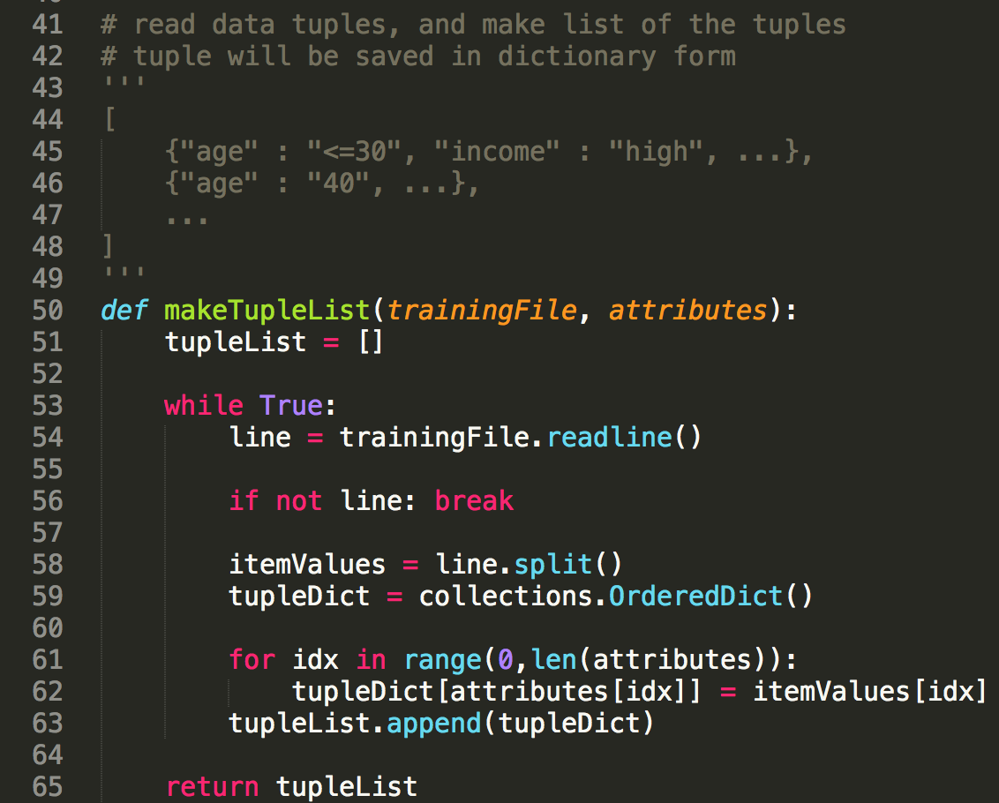 41 # read data tuples, and make list of the tuples
42 # tuple will be saved in dictionary form
43 '''
44 [
45     {"age" : "<=30", "income" : "high", ...},
46     {"age" : "40", ...},
47     ...
48 ]
49 '''
50 def makeTupleList(trainingFile, attributes):
51     tupleList = []
52
53     while True:
54         line = trainingFile.readline()
55
56         if not line: break
57
58         itemValues = line.split()
59         tupleDict = collections.OrderedDict()
60
61         for idx in range(0,len(attributes)):
62             tupleDict[attributes[idx]] = itemValues[idx]
63         tupleList.append(tupleDict)
64
65     return tupleList